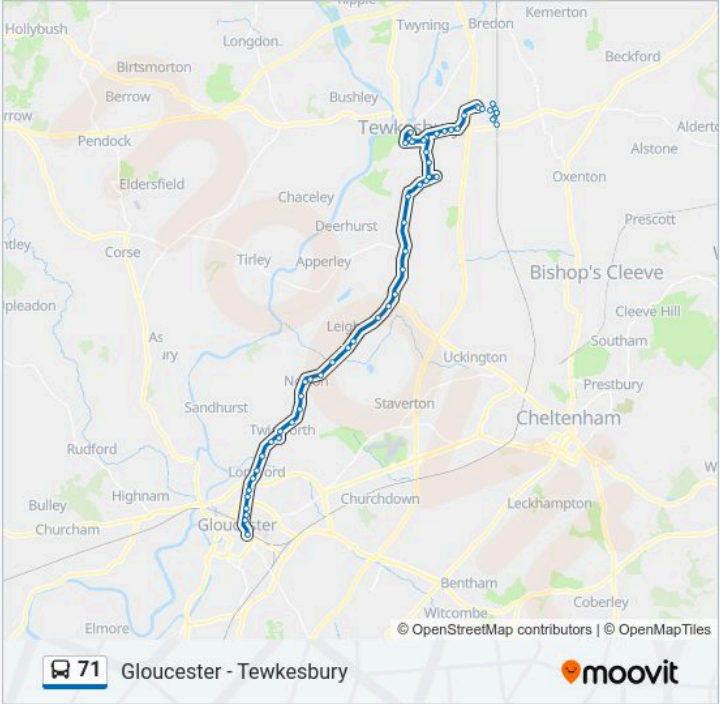 Ripple
Kemerton
Hollybush
Twyning
Bredon
Longdon
Birtsmorton
Beckford
Berrow
Bushley
Pendock
Alstone
Eldersfield
Oxenton
Chaceley
Deerhurst
Prescott
Corse
Tirley
Apperley
Bishop's Cleeve
Cleeve Hill
Southam
Uckington
Prestbury
Sandhurst
Staverton
Cheltenham
Rudford
Highnam
Churchdown
Leckhampton
Bulley
Churcham
Bentham
Witcombe
Coberley
Elmore
© OpenStreetMap contributors | © OpenMapTiles
71 Gloucester - Tewkesbury
moovit